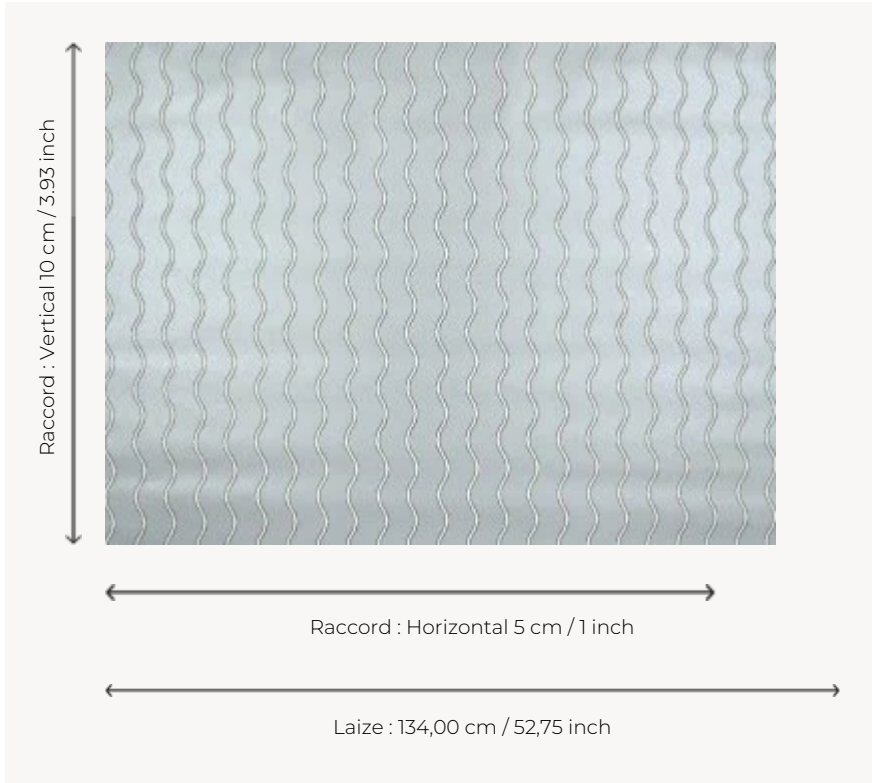 Raccord : Vertical 10 cm / 3.93 inch
Raccord : Horizontal 5 cm / 1 inch
Laize : 134,00 cm / 52,75 inch